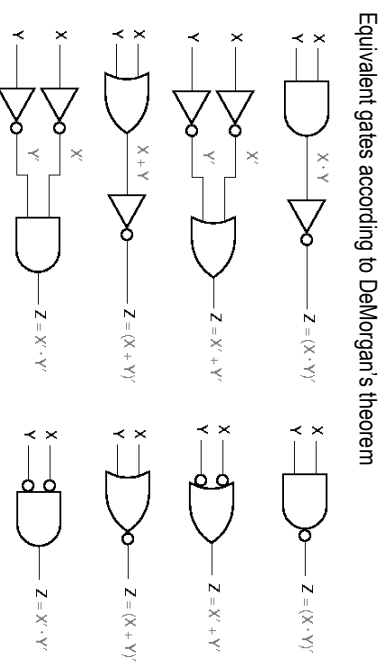 Equivalent gates according to DeMorgan's theorem
X
Y
X · Y
Z = (X · Y)′
X
Y
Z = (X · Y)′
X
Y
X′
Y′
Z = X′ + Y′
X
Y
Z = X′ + Y′
X
Y
X + Y
Z = (X + Y)′
X
Y
Z = (X + Y)′
X
Y
X′
Y′
Z = X′ · Y′
X
Y
Z = X′ · Y′